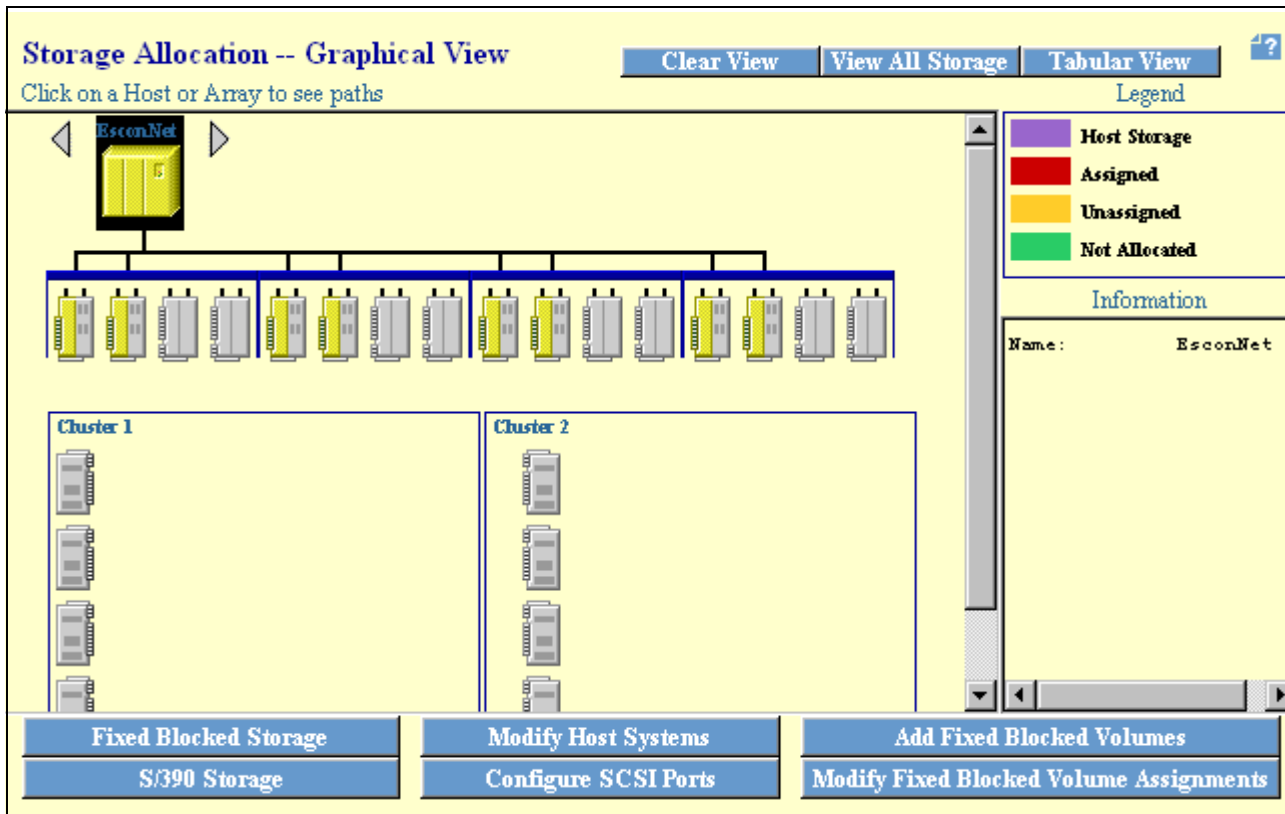 Storage Allocation -- Graphical View
Clear View
View All Storage
Tabular View
?
Click on a Host or Array to see paths
Legend
EsconNet
Host Storage
Assigned
Unassigned
Not Allocated
Information
Name: EsconNet
Cluster 1
Cluster 2
Fixed Blocked Storage
Modify Host Systems
Add Fixed Blocked Volumes
S/390 Storage
Configure SCSI Ports
Modify Fixed Blocked Volume Assignments